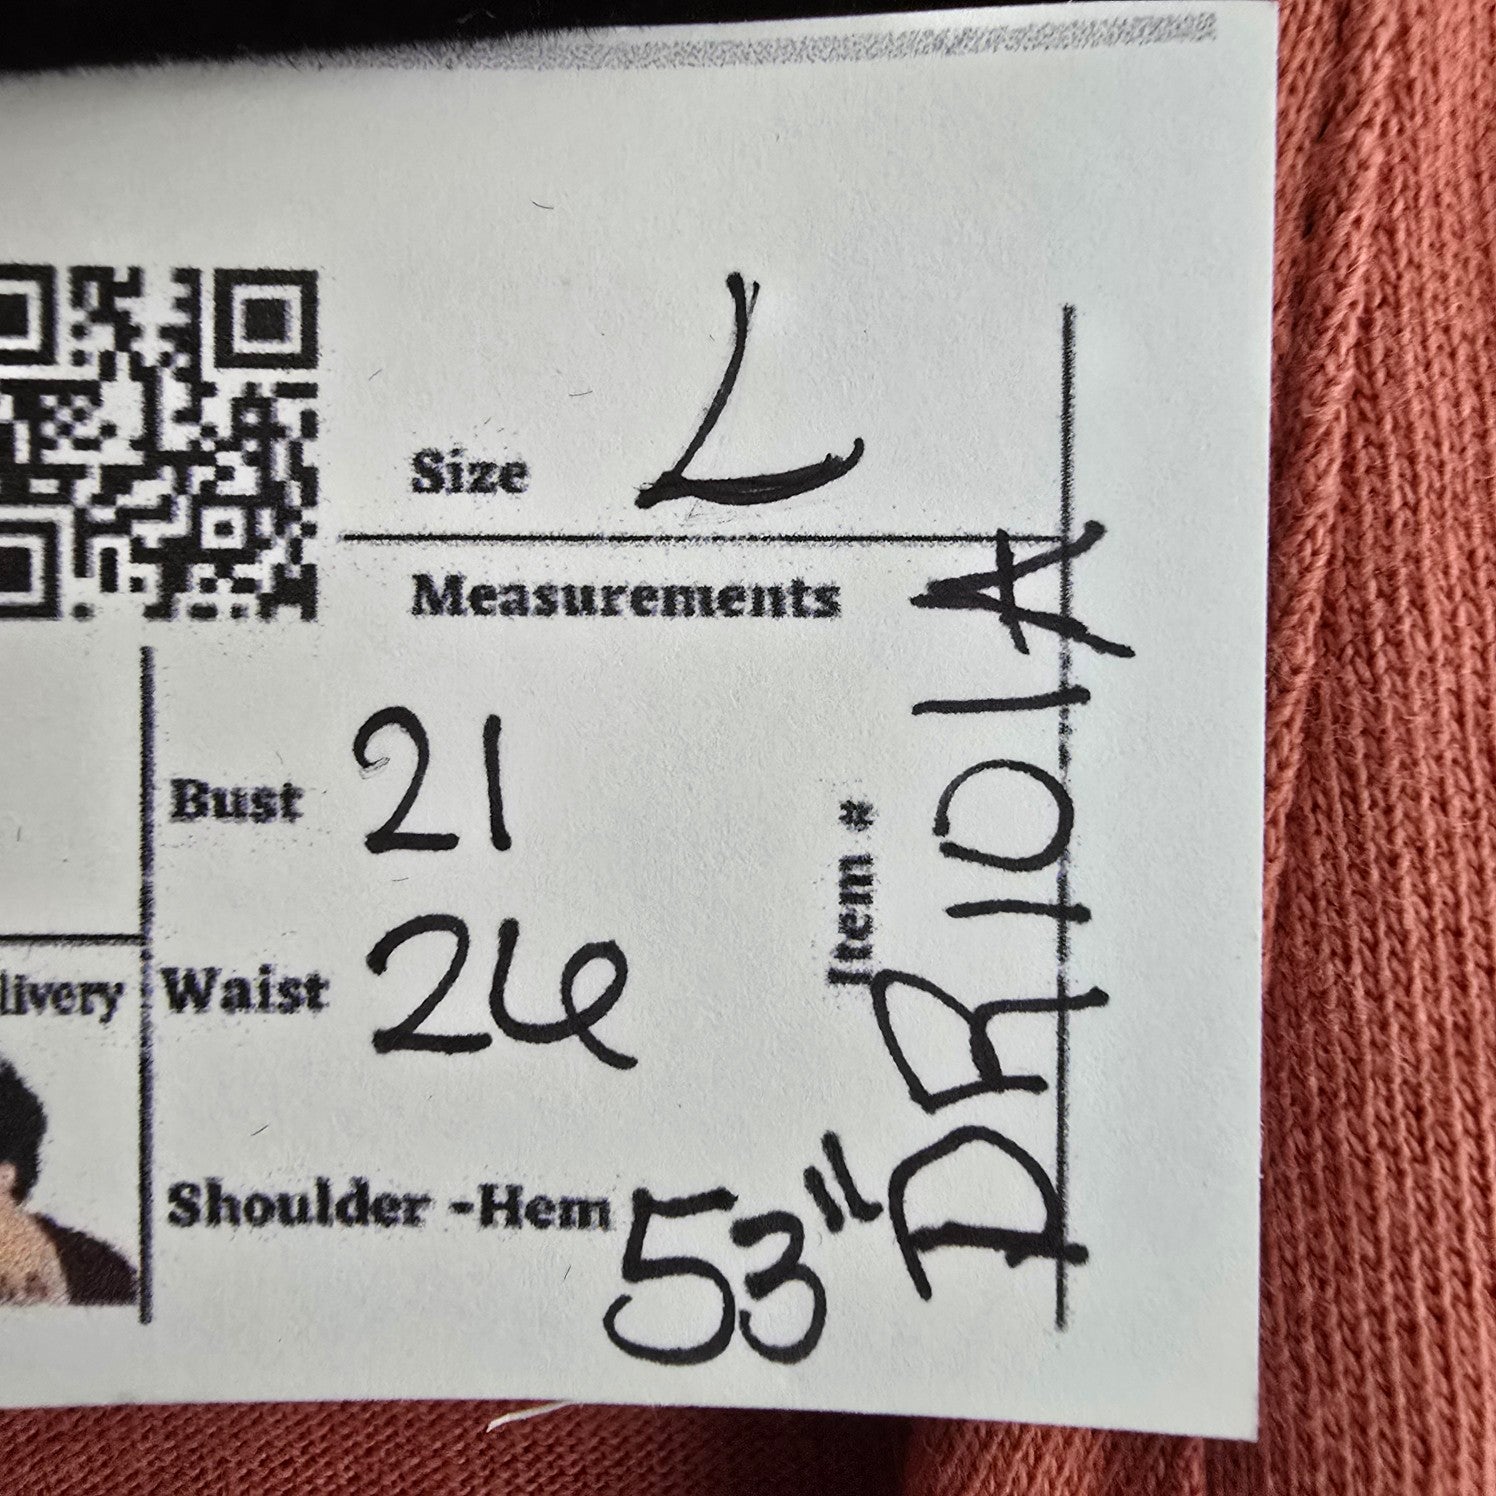 Size L
Measurements
Bust 21
livery
Waist 26
Shoulder -Hem 53"
Item #
DR101A